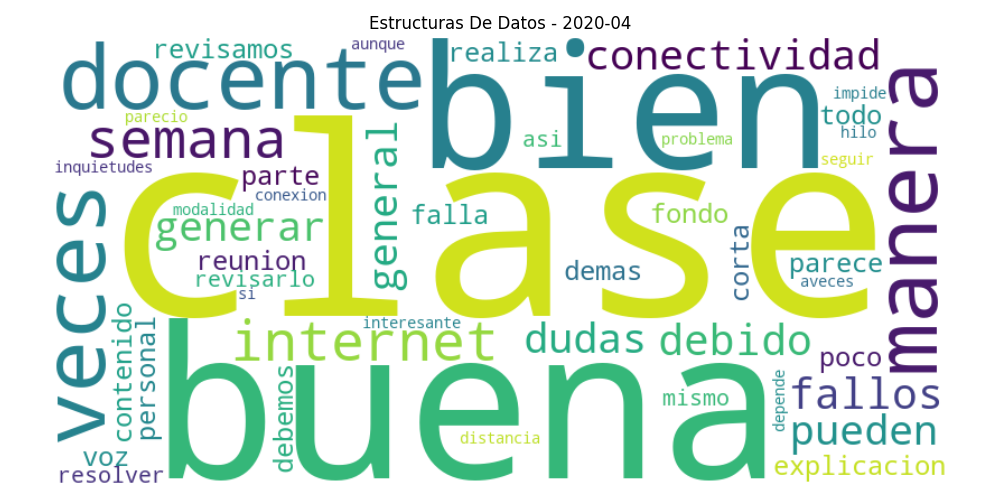 Estructuras De Datos - 2020-04
revisamos
aunque
realiza
conectividad
docente
bien
impide
parecio
todo
semana
asi
problema
hilo
manera
inquietudes
parte
general
seguir
conexion
clase
veces
modalidad
generar
falla
fondo
corta
reunion
demas
parece
revisarlo
aveces
si
contenido
personal
interesante
internet
dudas
debido
buena
poco
debemos
mismo
depende
fallos
voz
distancia
pueden
resolver
explicacion